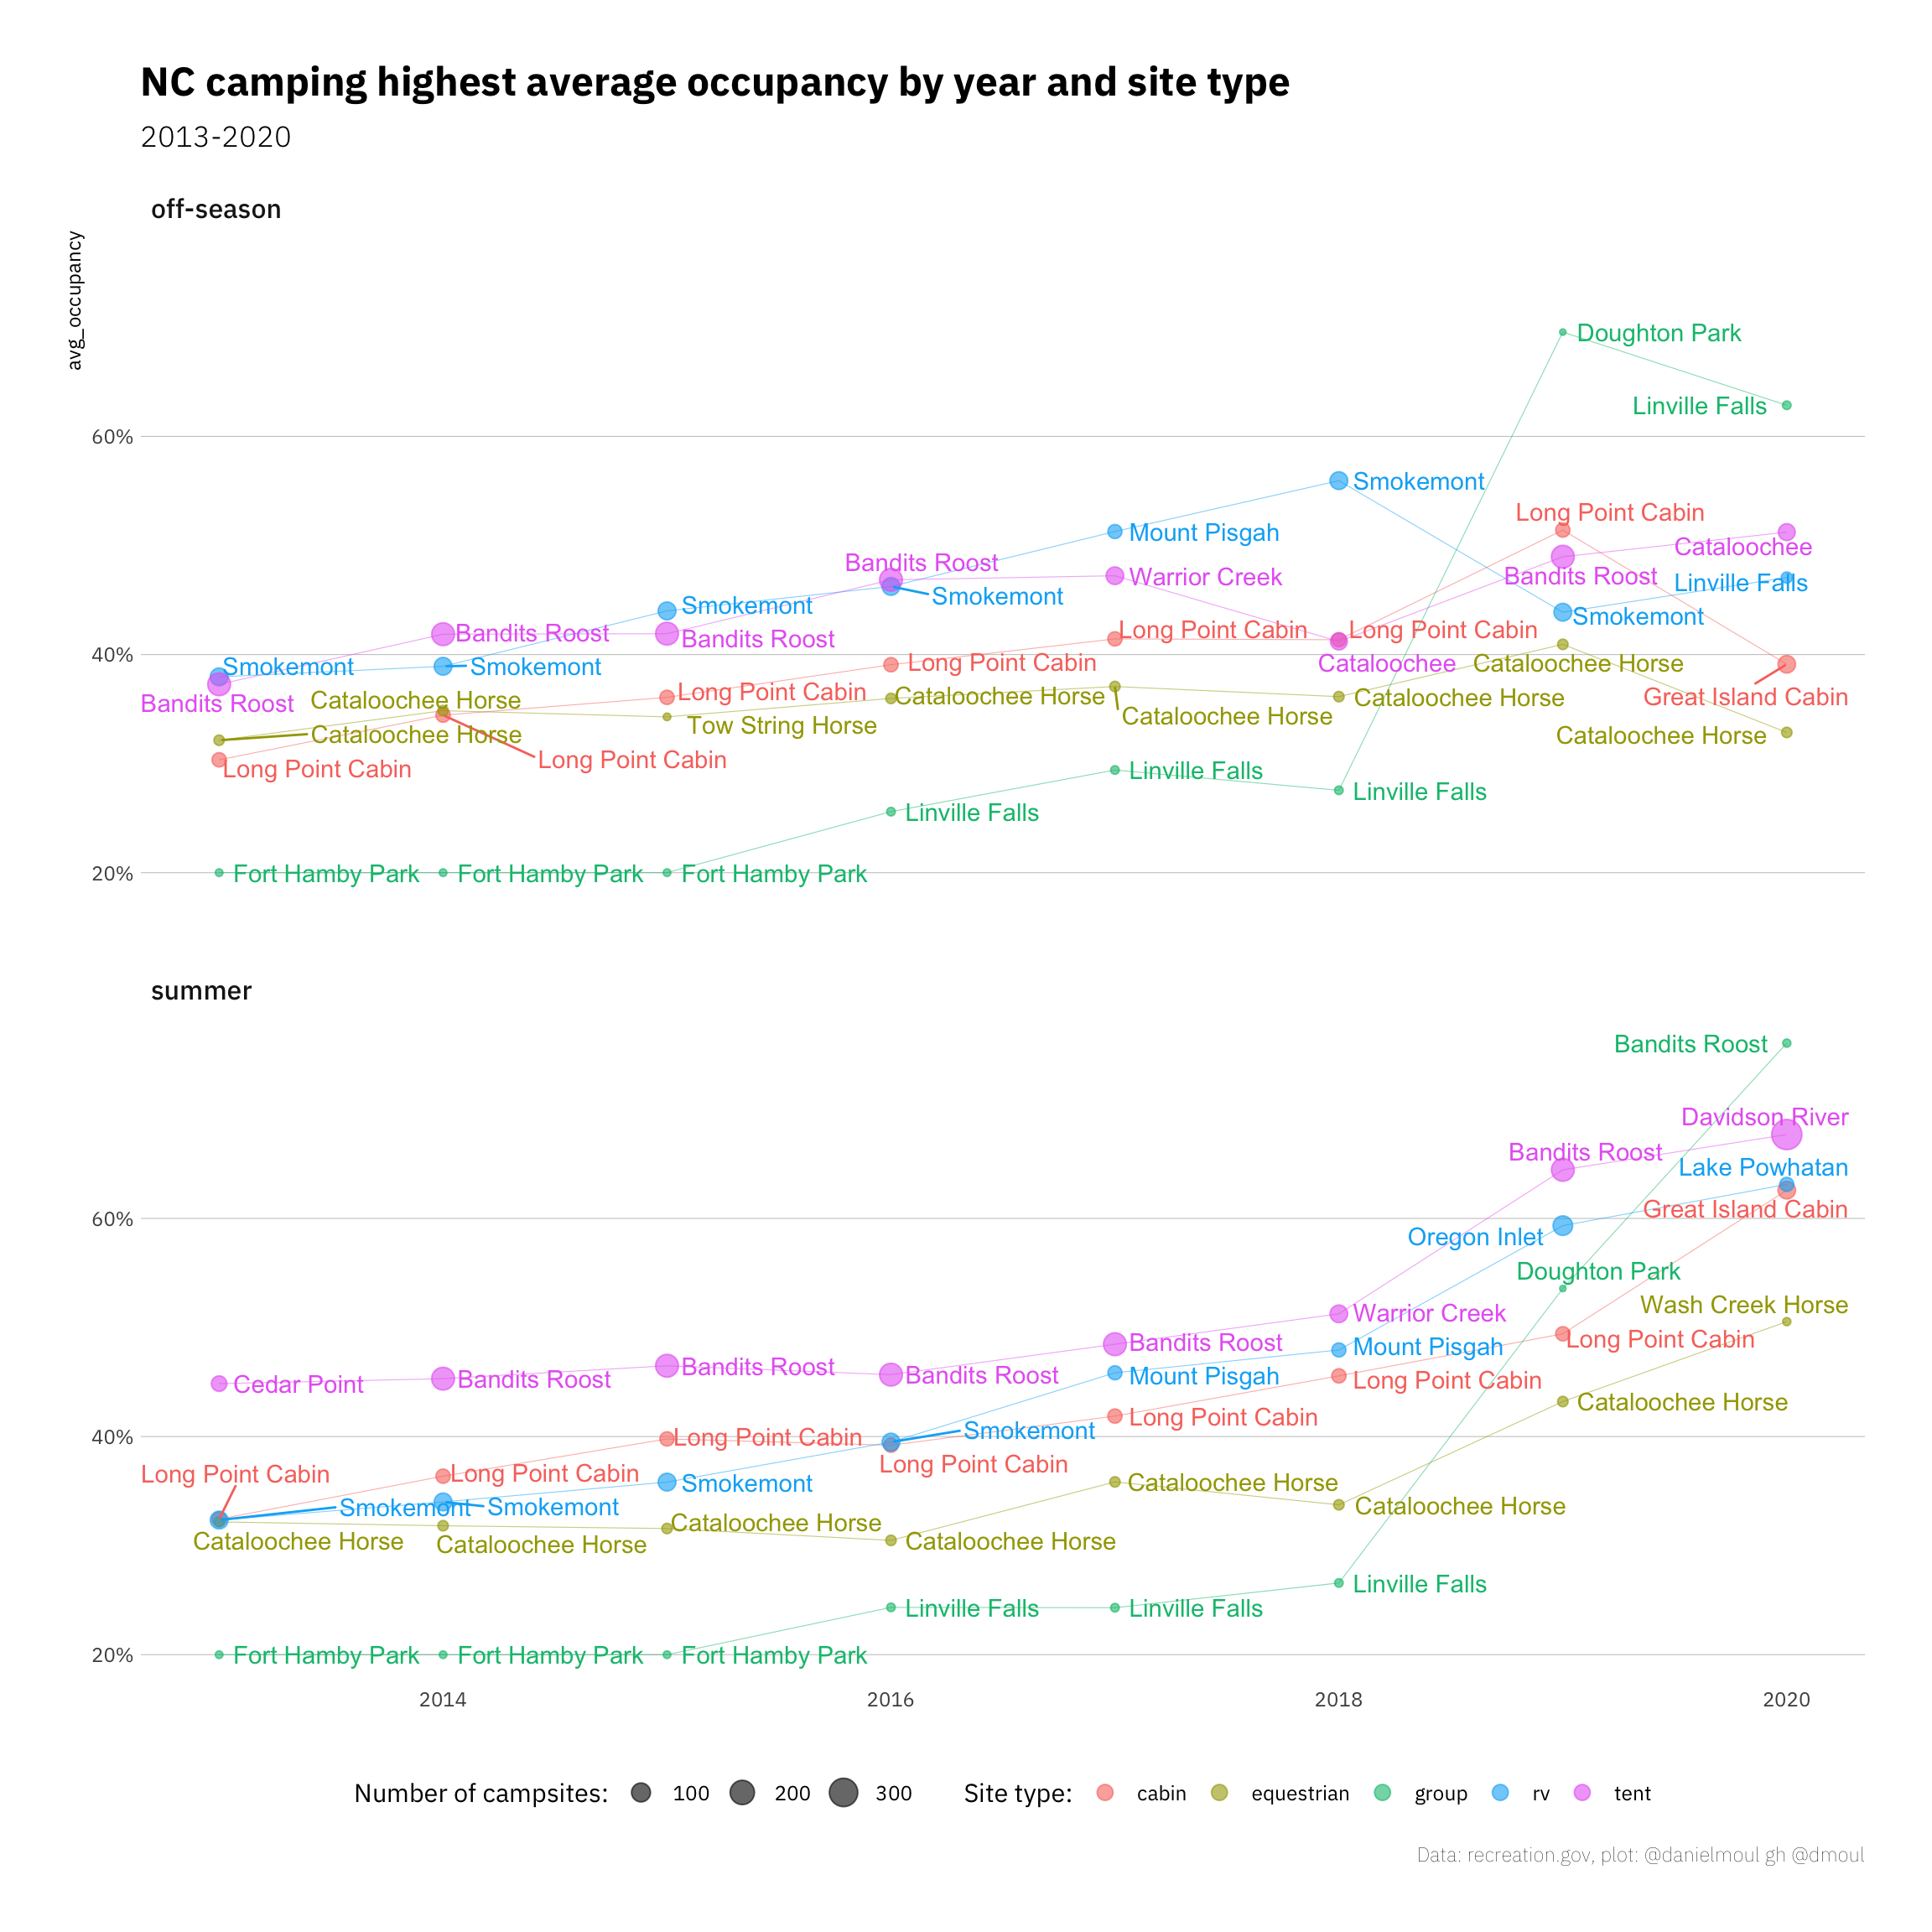 NC camping highest average occupancy by year and site type
2013-2020
off-season
avg_occupancy
Doughton Park
Linville Falls
60%
Smokemont
Long Point Cabin
Mount Pisgah
Cataloochee
Bandits Roost
Warrior Creek
Bandits Roost
Linville Falls
Smokemont
Smokemont
Smokemont
Bandits Roost
Bandits Roost
Long Point Cabin
Long Point Cabin
40%
Smokemont
Smokemont
Long Point Cabin
Cataloochee
Cataloochee Horse
Bandits Roost
Cataloochee Horse
Long Point Cabin
Cataloochee Horse
Cataloochee Horse
Great Island Cabin
Cataloochee Horse
Tow String Horse
Cataloochee Horse
Cataloochee Horse
Long Point Cabin
Long Point Cabin
Linville Falls
Linville Falls
Linville Falls
20%
Fort Hamby Park
Fort Hamby Park
Fort Hamby Park
summer
Bandits Roost
Davidson River
Bandits Roost
Lake Powhatan
Great Island Cabin
60%
Oregon Inlet
Doughton Park
Wash Creek Horse
Warrior Creek
Long Point Cabin
Bandits Roost
Mount Pisgah
Cedar Point
Bandits Roost
Bandits Roost
Bandits Roost
Mount Pisgah
Long Point Cabin
Cataloochee Horse
Long Point Cabin
40%
Long Point Cabin
Smokemont
Long Point Cabin
Long Point Cabin
Long Point Cabin
Smokemont
Cataloochee Horse
Smokemont
Smokemont
Cataloochee Horse
Cataloochee Horse
Cataloochee Horse
Cataloochee Horse
Cataloochee Horse
Linville Falls
Linville Falls
Linville Falls
20%
Fort Hamby Park
Fort Hamby Park
Fort Hamby Park
2014
2016
2018
2020
Number of campsites: 100 200 300 Site type: cabin equestrian group rv tent
Data: recreation.gov, plot: @danielmoul gh @dmoul